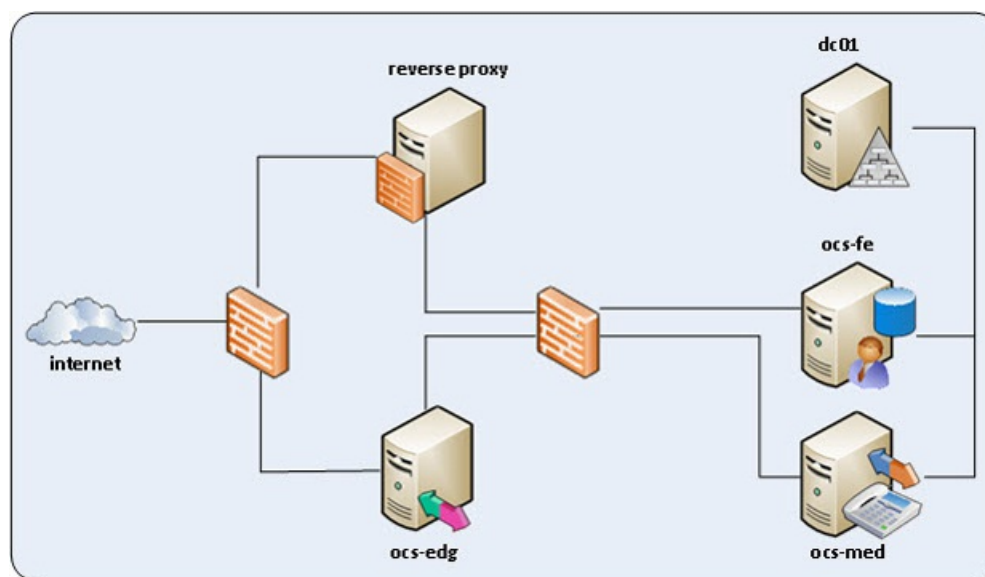 dc01
reverse proxy
ocs-fe
internet
ocs-edg
ocs-med